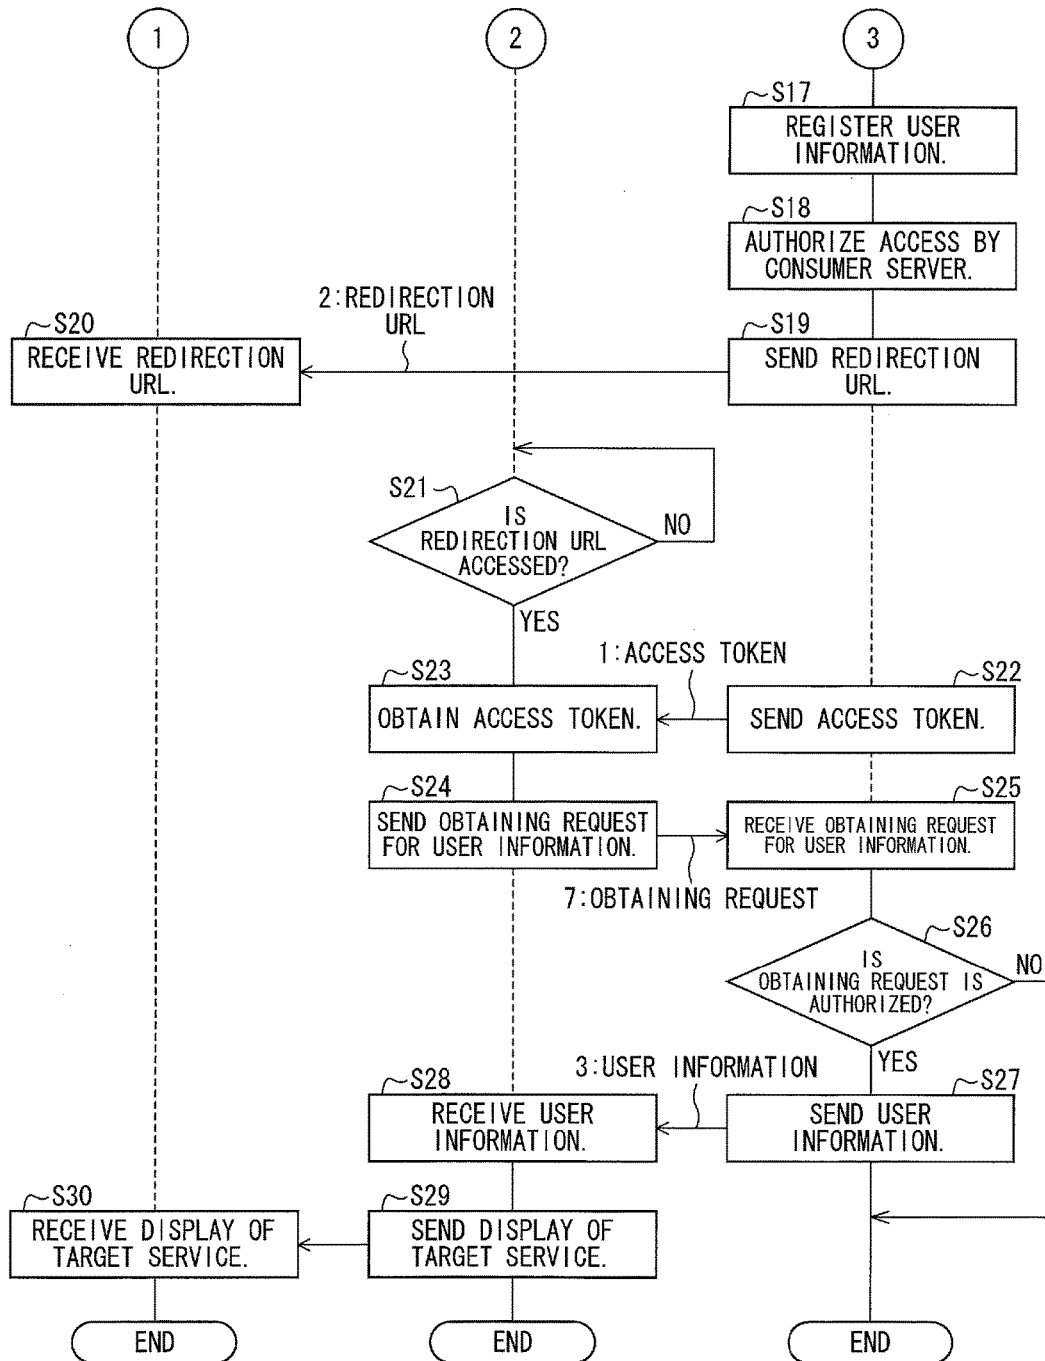 1
2
3
S17
REGISTER USER
INFORMATION.
S18
AUTHORIZE ACCESS BY
CONSUMER SERVER.
2:REDIRECTION
URL
S20
RECEIVE REDIRECTION
URL.
S19
SEND REDIRECTION
URL.
S21
IS
REDIRECTION URL
ACCESSED?
NO
YES
1:ACCESS TOKEN
S23
OBTAIN ACCESS TOKEN.
S22
SEND ACCESS TOKEN.
S24
SEND OBTAINING REQUEST
FOR USER INFORMATION.
S25
RECEIVE OBTAINING REQUEST
FOR USER INFORMATION.
7:OBTAINING REQUEST
S26
IS
OBTAINING REQUEST IS
AUTHORIZED?
NO
YES
3:USER INFORMATION
S28
RECEIVE USER
INFORMATION.
S27
SEND USER
INFORMATION.
S30
RECEIVE DISPLAY OF
TARGET SERVICE.
S29
SEND DISPLAY OF
TARGET SERVICE.
END
END
END